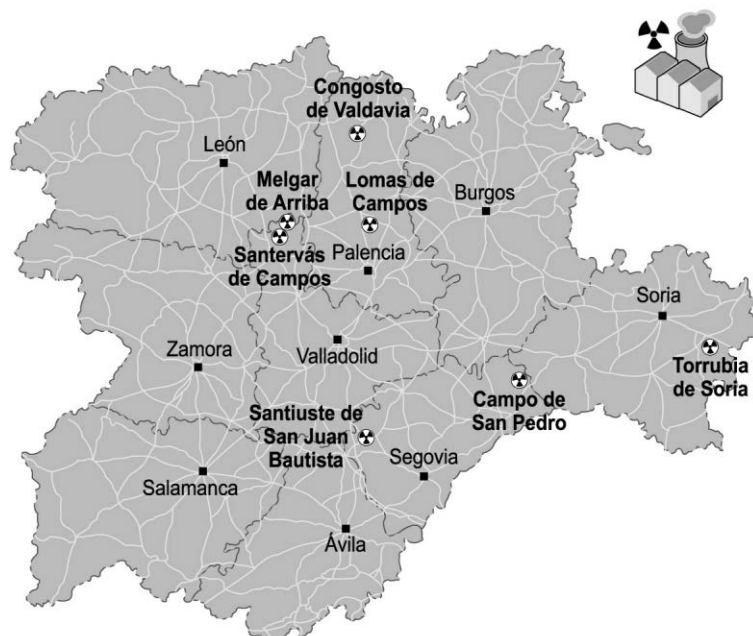 Congosto
de Valdavia
León
Melgar
de Arriba
Lomas de
Campos
Burgos
Santervás
de Campos
Palencia
Soria
Zamora
Valladolid
Torrubia
de Soria
Campo de
San Pedro
Santiuste de
San Juan
Bautista
Segovia
Salamanca
Ávila